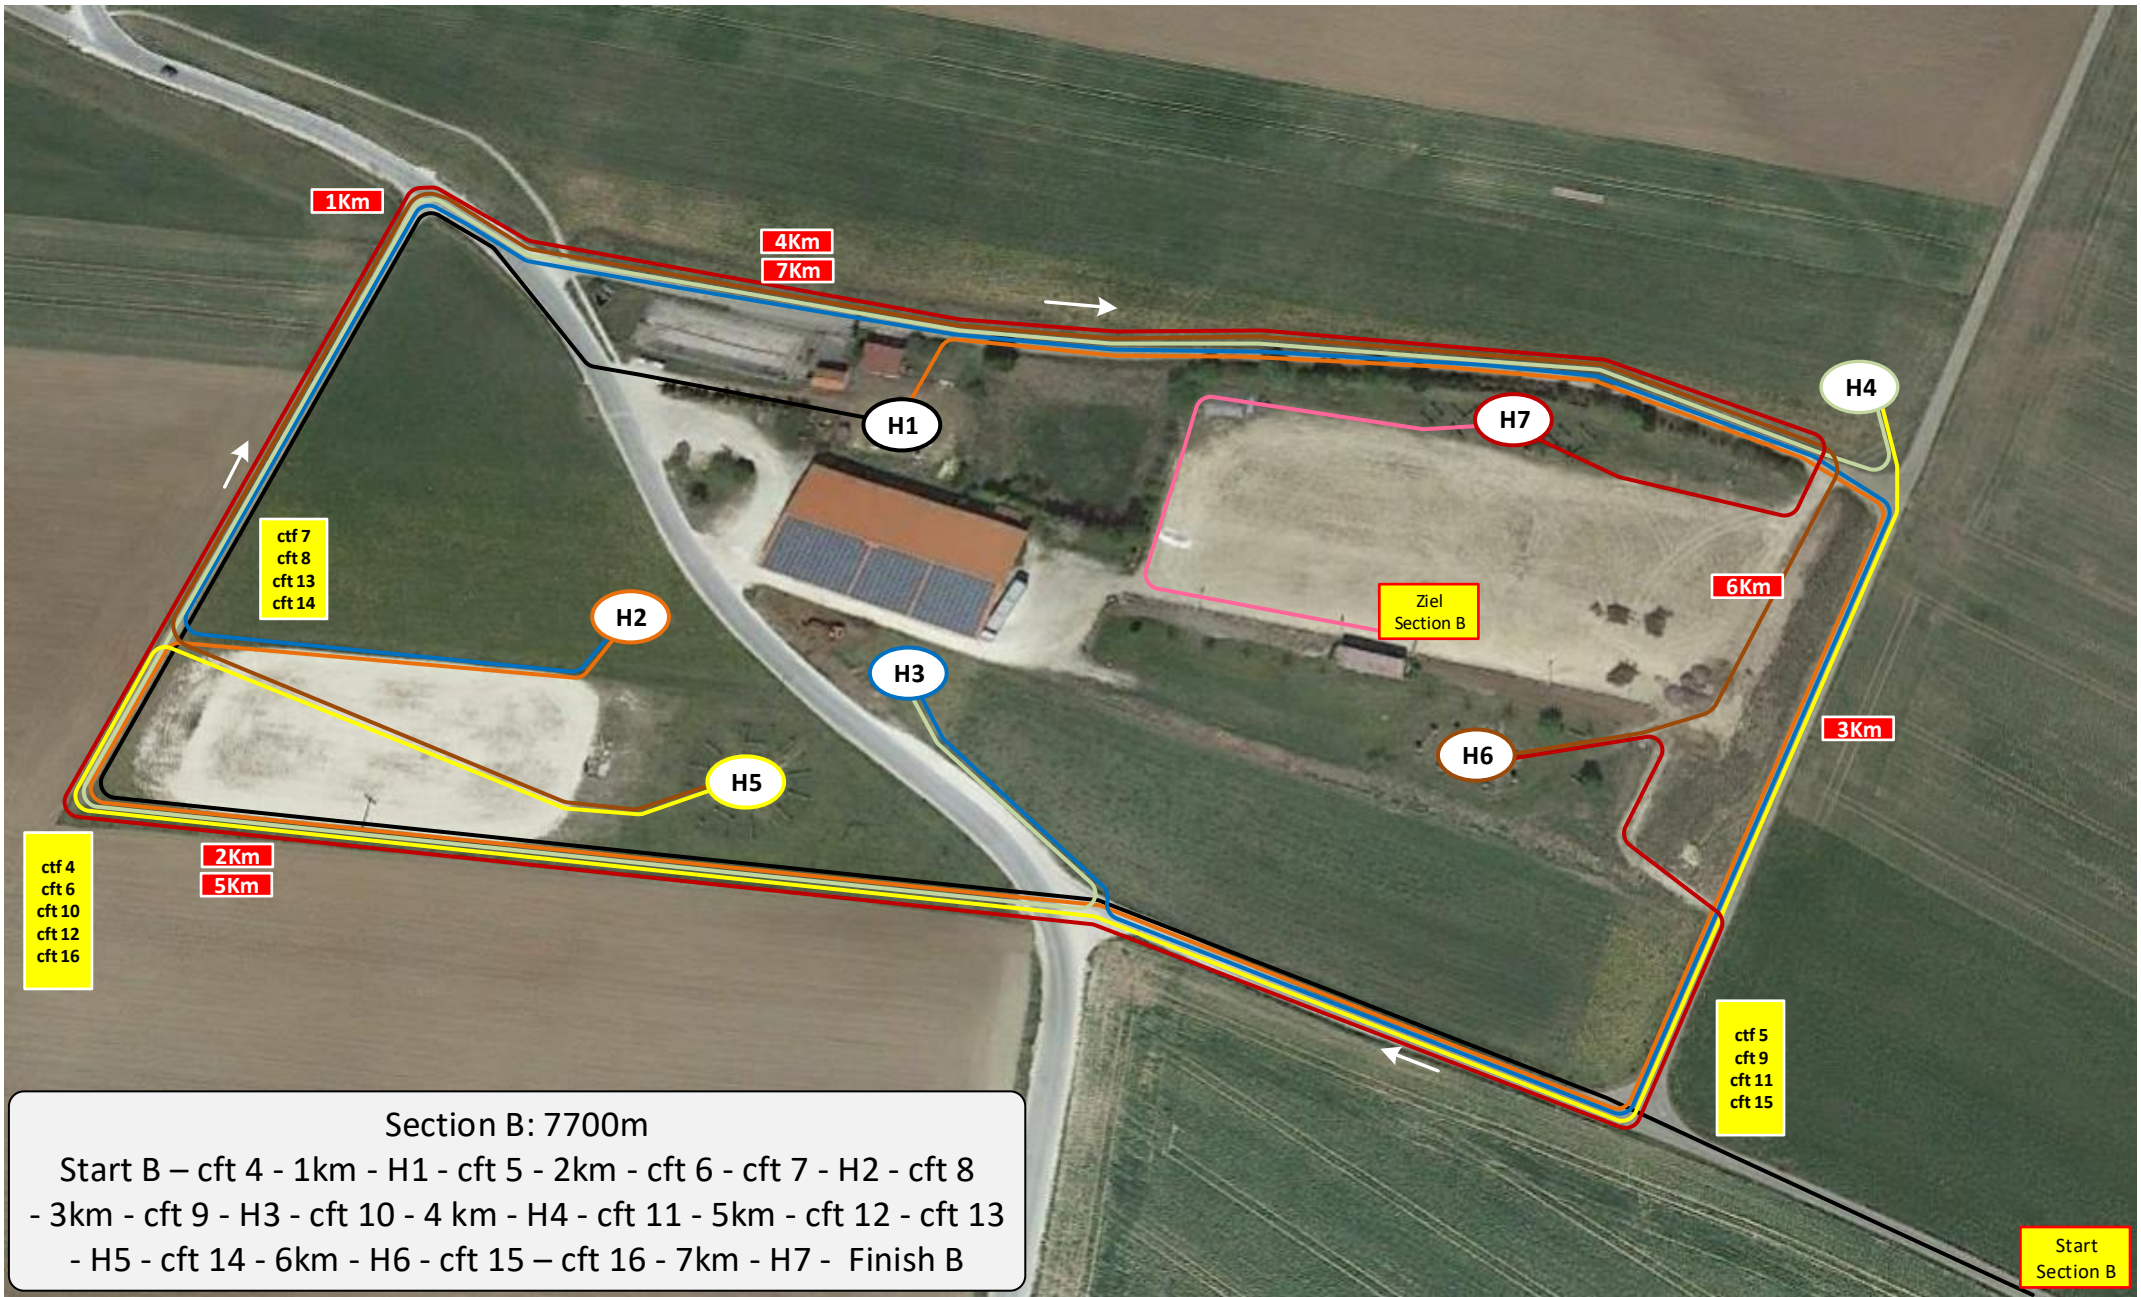 1Km
4Km
7Km
H4
H7
H1
ctf 7
cft 8
cft 13
cft 14
6Km
Ziel
Section B
H2
H3
3Km
H6
H5
2Km
5Km
ctf 4
cft 6
cft 10
cft 12
cft 16
ctf 5
cft 9
cft 11
cft 15
Section B: 7700m
Start B – cft 4 - 1km - H1 - cft 5 - 2km - cft 6 - cft 7 - H2 - cft 8
- 3km - cft 9 - H3 - cft 10 - 4 km - H4 - cft 11 - 5km - cft 12 - cft 13
- H5 - cft 14 - 6km - H6 - cft 15 – cft 16 - 7km - H7 - Finish B
Start
Section B